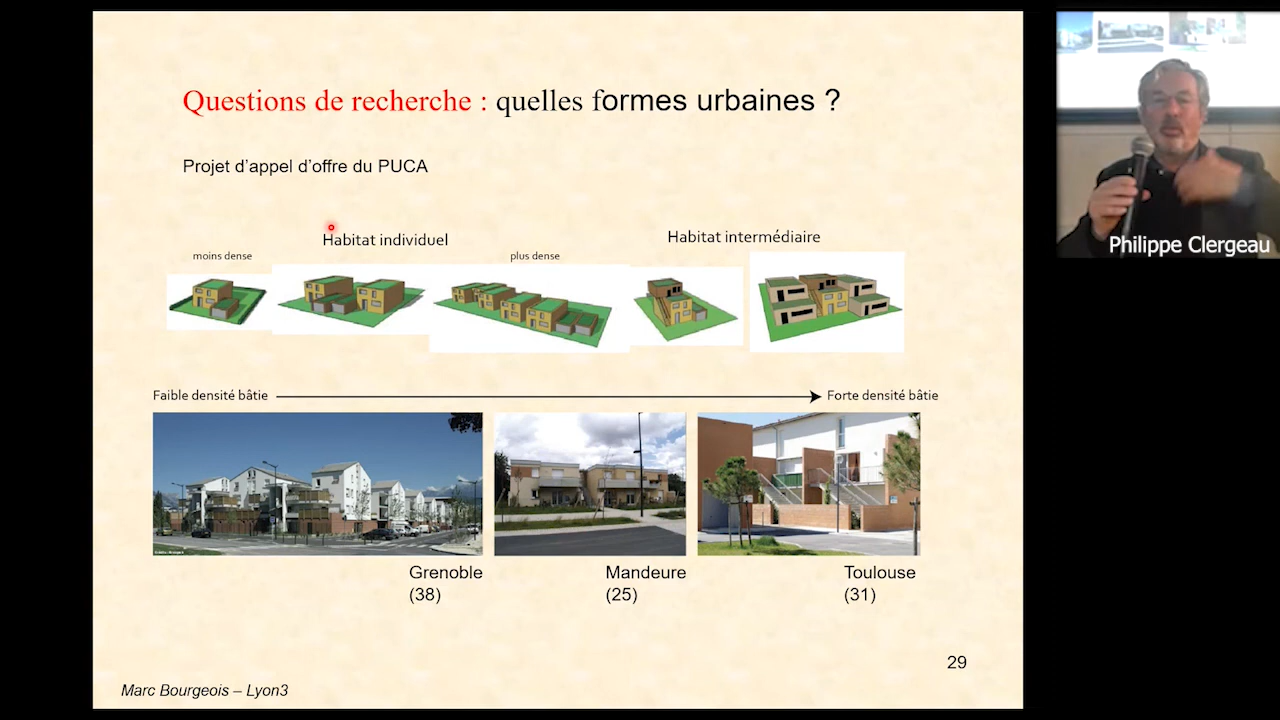 Questions de recherche : quelles formes urbaines ?
Projet d'appel d'offre du PUCA
Habitat individuel
Habitat intermédiaire
moins dense
plus dense
Faible densité bâtie
Forte densité bâtie
Grenoble
(38)
Mandeure
(25)
Toulouse
(31)
29
Marc Bourgeois – Lyon3
Philippe Clergeau